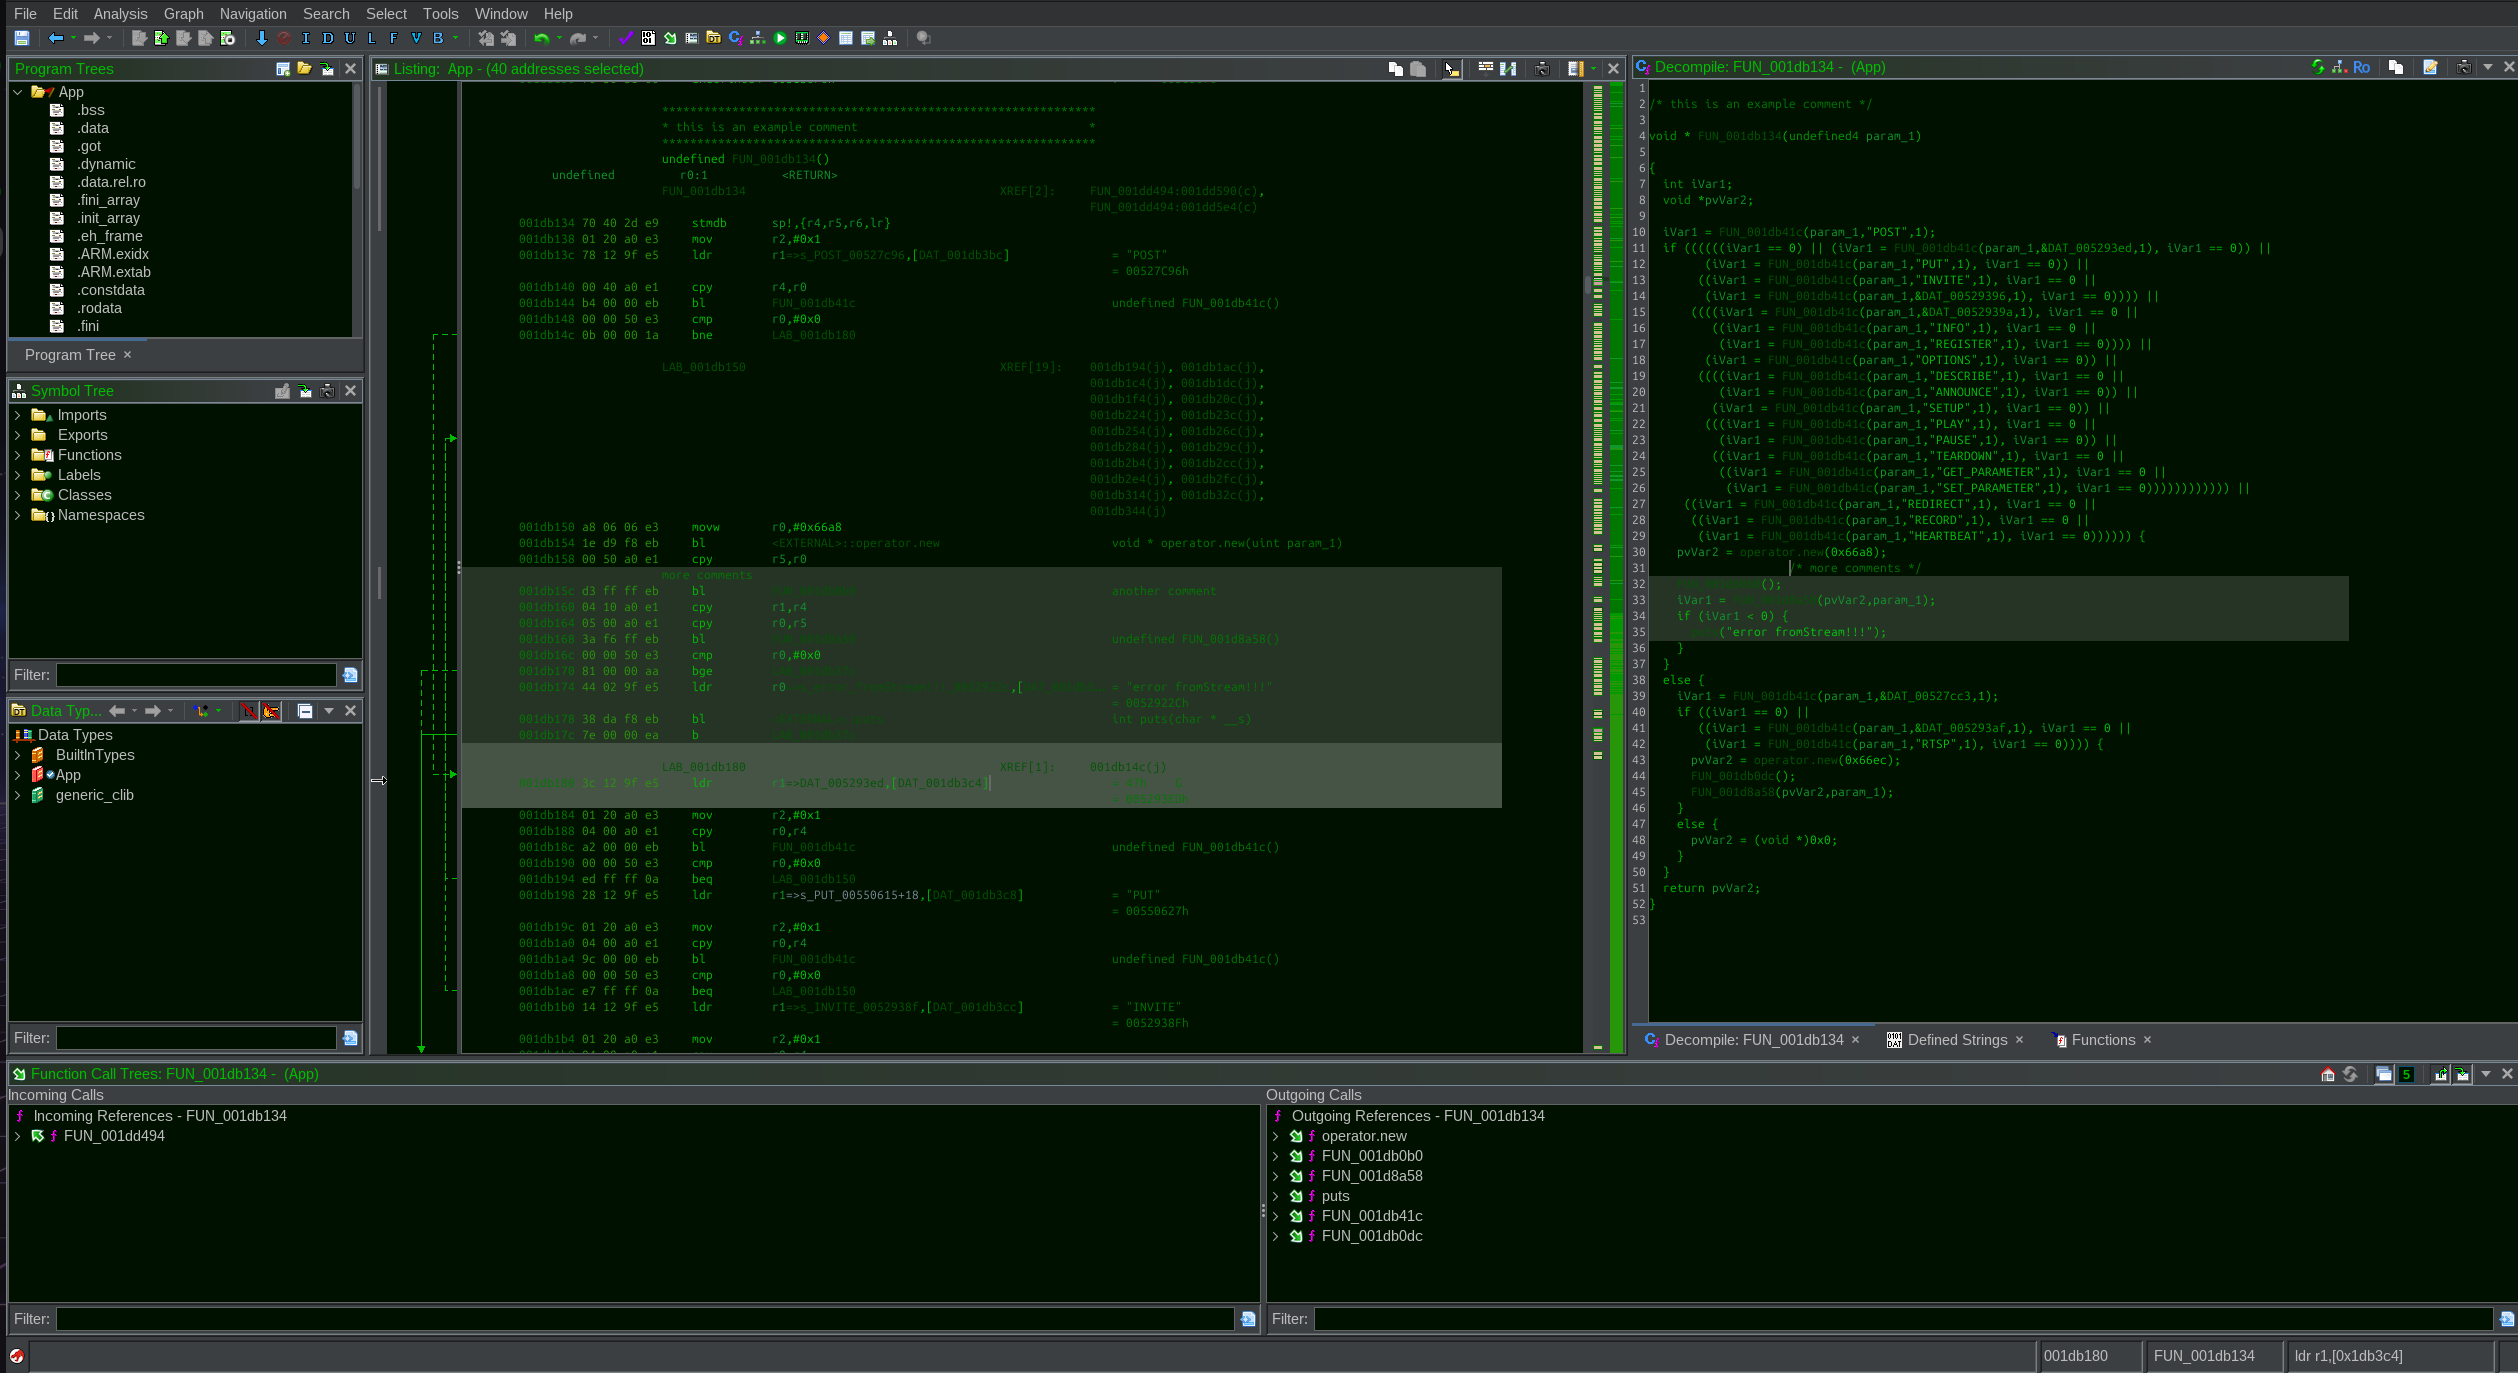 File Edit Analysis Graph Navigation Search Select Tools Window Help
I D U L F V B
Program Trees
App
.bss
.data
.got
.dynamic
.data.rel.ro
.fini_array
.init_array
.eh_frame
.ARM.exidx
.ARM.extab
.constdata
.rodata
.fini
Program Tree ×
Symbol Tree
Imports
Exports
Functions
Labels
Classes
Namespaces
Filter:
Data Typ...
Data Types
BuiltInTypes
App
generic_clib
Filter:
Listing: App - (40 addresses selected)
**************************************************************
* this is an example comment *
**************************************************************
undefined FUN_001db134()
undefined r0:1 <RETURN>
FUN_001db134 XREF[2]: FUN_001dd494:001dd590(c),
FUN_001dd494:001dd5e4(c)
001db134 70 40 2d e9 stmdb sp!,{r4,r5,r6,lr}
001db138 01 20 a0 e3 mov r2,#0x1
001db13c 78 12 9f e5 ldr r1=>s_POST_00527c96,[DAT_001db3bc] = "POST"
= 00527C96h
001db140 00 40 a0 e1 cpy r4,r0
001db144 b4 00 00 eb bl FUN_001db41c undefined FUN_001db41c()
001db148 00 00 50 e3 cmp r0,#0x0
001db14c 0b 00 00 1a bne LAB_001db180
LAB_001db150 XREF[19]: 001db194(j), 001db1ac(j),
001db1c4(j), 001db1dc(j),
001db1f4(j), 001db20c(j),
001db224(j), 001db23c(j),
001db254(j), 001db26c(j),
001db284(j), 001db29c(j),
001db2b4(j), 001db2cc(j),
001db2e4(j), 001db2fc(j),
001db314(j), 001db32c(j),
001db344(j)
001db150 a8 06 06 e3 movw r0,#0x66a8
001db154 1e d9 f8 eb bl <EXTERNAL>::operator.new void * operator.new(uint param_1)
001db158 00 50 a0 e1 cpy r5,r0
more comments
001db15c d3 ff ff eb bl another comment
001db160 04 10 a0 e1 cpy r1,r4
001db164 05 00 a0 e1 cpy r0,r5
001db168 3a f6 ff eb bl undefined FUN_001d8a58()
001db16c 00 00 50 e3 cmp r0,#0x0
001db170 81 00 00 aa bge
001db174 44 02 9f e5 ldr r0 ,[ = "error fromStream!!!"
= 0052922Ch
001db178 38 da f8 eb bl int puts(char * __s)
001db17c 7e 00 00 ea b
LAB_001db180 XREF[1]: 001db14c(j)
3c 12 9f e5 ldr r1=>DAT_005293ed,[DAT_001db3c4]
001db184 01 20 a0 e3 mov r2,#0x1
001db188 04 00 a0 e1 cpy r0,r4
001db18c a2 00 00 eb bl FUN_001db41c undefined FUN_001db41c()
001db190 00 00 50 e3 cmp r0,#0x0
001db194 ed ff ff 0a beq LAB_001db150
001db198 28 12 9f e5 ldr r1=>s_PUT_00550615+18,[DAT_001db3c8] = "PUT"
= 00550627h
001db19c 01 20 a0 e3 mov r2,#0x1
001db1a0 04 00 a0 e1 cpy r0,r4
001db1a4 9c 00 00 eb bl FUN_001db41c undefined FUN_001db41c()
001db1a8 00 00 50 e3 cmp r0,#0x0
001db1ac e7 ff ff 0a beq LAB_001db150
001db1b0 14 12 9f e5 ldr r1=>s_INVITE_0052938f,[DAT_001db3cc] = "INVITE"
= 0052938Fh
001db1b4 01 20 a0 e3 mov r2,#0x1
Decompile: FUN_001db134 - (App)
Ro
1
2 /* this is an example comment */
3
4 void * FUN_001db134(undefined4 param_1)
5
6 {
7 int iVar1;
8 void *pvVar2;
9
10 iVar1 = FUN_001db41c(param_1,"POST",1);
11 if ((((((iVar1 == 0) || (iVar1 = FUN_001db41c(param_1,&DAT_005293ed,1), iVar1 == 0)) ||
12 (iVar1 = FUN_001db41c(param_1,"PUT",1), iVar1 == 0)) ||
13 ((iVar1 = FUN_001db41c(param_1,"INVITE",1), iVar1 == 0 ||
14 (iVar1 = FUN_001db41c(param_1,&DAT_00529396,1), iVar1 == 0)))) ||
15 ((((iVar1 = FUN_001db41c(param_1,&DAT_0052939a,1), iVar1 == 0 ||
16 ((iVar1 = FUN_001db41c(param_1,"INFO",1), iVar1 == 0 ||
17 (iVar1 = FUN_001db41c(param_1,"REGISTER",1), iVar1 == 0)))) ||
18 (iVar1 = FUN_001db41c(param_1,"OPTIONS",1), iVar1 == 0)) ||
19 ((((iVar1 = FUN_001db41c(param_1,"DESCRIBE",1), iVar1 == 0 ||
20 (iVar1 = FUN_001db41c(param_1,"ANNOUNCE",1), iVar1 == 0)) ||
21 (iVar1 = FUN_001db41c(param_1,"SETUP",1), iVar1 == 0)) ||
22 (((iVar1 = FUN_001db41c(param_1,"PLAY",1), iVar1 == 0 ||
23 (iVar1 = FUN_001db41c(param_1,"PAUSE",1), iVar1 == 0)) ||
24 ((iVar1 = FUN_001db41c(param_1,"TEARDOWN",1), iVar1 == 0 ||
25 ((iVar1 = FUN_001db41c(param_1,"GET_PARAMETER",1), iVar1 == 0 ||
26 (iVar1 = FUN_001db41c(param_1,"SET_PARAMETER",1), iVar1 == 0)))))))))))) ||
27 ((iVar1 = FUN_001db41c(param_1,"REDIRECT",1), iVar1 == 0 ||
28 ((iVar1 = FUN_001db41c(param_1,"RECORD",1), iVar1 == 0 ||
29 (iVar1 = FUN_001db41c(param_1,"HEARTBEAT",1), iVar1 == 0)))))) {
30 pvVar2 = operator.new(0x66a8);
31 /* more comments */
32 ();
33 iVar1 = (pvVar2,param_1);
34 if (iVar1 < 0) {
35 ("error fromStream!!!");
36 }
37 }
38 else {
39 iVar1 = FUN_001db41c(param_1,&DAT_00527cc3,1);
40 if ((iVar1 == 0) ||
41 ((iVar1 = FUN_001db41c(param_1,&DAT_005293af,1), iVar1 == 0 ||
42 (iVar1 = FUN_001db41c(param_1,"RTSP",1), iVar1 == 0)))) {
43 pvVar2 = operator.new(0x66ec);
44 FUN_001db0dc();
45 FUN_001d8a58(pvVar2,param_1);
46 }
47 else {
48 pvVar2 = (void *)0x0;
49 }
50 }
51 return pvVar2;
52 }
53
Decompile: FUN_001db134 × Defined Strings × Functions ×
Function Call Trees: FUN_001db134 - (App)
5
Incoming Calls
Incoming References - FUN_001db134
FUN_001dd494
Filter:
Outgoing Calls
Outgoing References - FUN_001db134
operator.new
FUN_001db0b0
FUN_001d8a58
puts
FUN_001db41c
FUN_001db0dc
Filter:
001db180 FUN_001db134 ldr r1,[0x1db3c4]